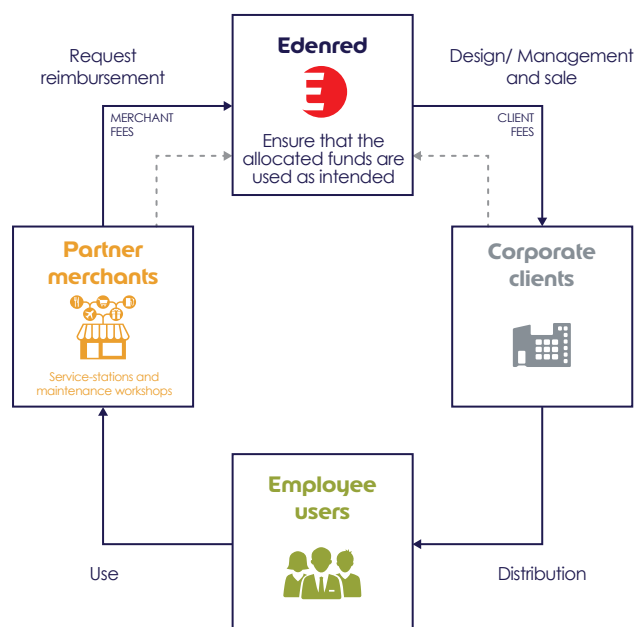 Request
reimbursement
Edenred
Design/ Management
and sale
MERCHANT
FEES
CLIENT
FEES
Ensure that the
allocated funds are
used as intended
Partner
merchants
Service-stations and
maintenance workshops
Corporate
clients
Employee
users
Use
Distribution